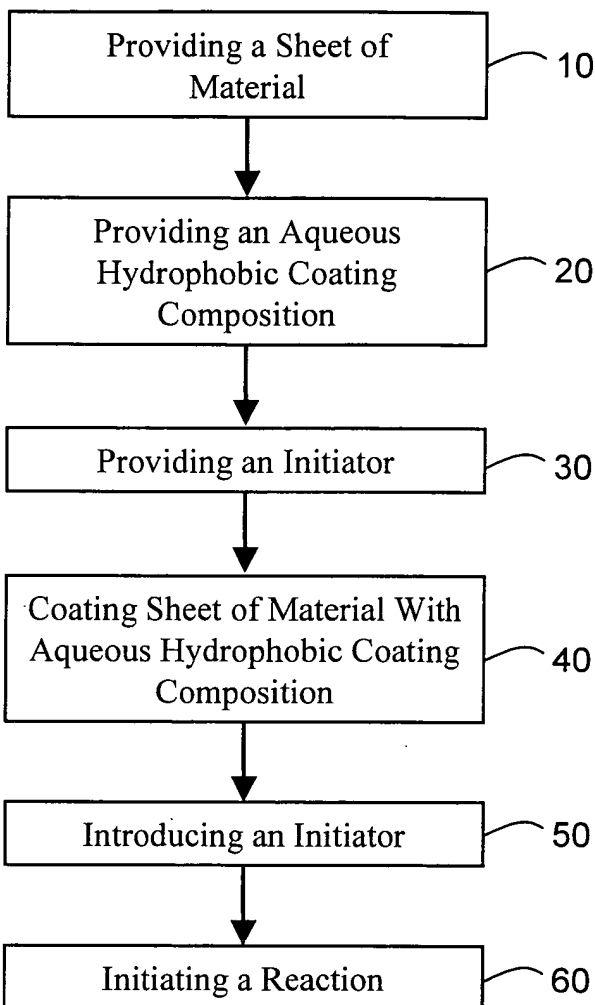 Providing a Sheet of
Material
10
Providing an Aqueous
Hydrophobic Coating
Composition
20
Providing an Initiator
30
Coating Sheet of Material With
Aqueous Hydrophobic Coating
Composition
40
Introducing an Initiator
50
Initiating a Reaction
60